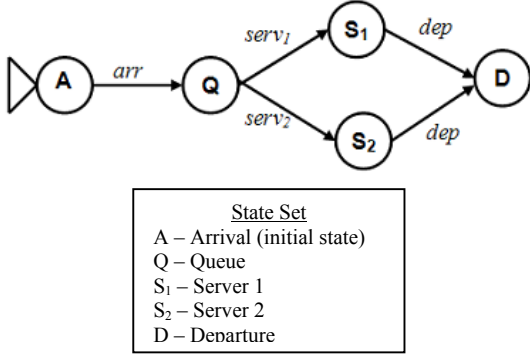 A
arr
Q
serv₁
serv₂
S₁
S₂
dep
dep
D
State Set
A – Arrival (initial state)
Q – Queue
S₁ – Server 1
S₂ – Server 2
D – Departure